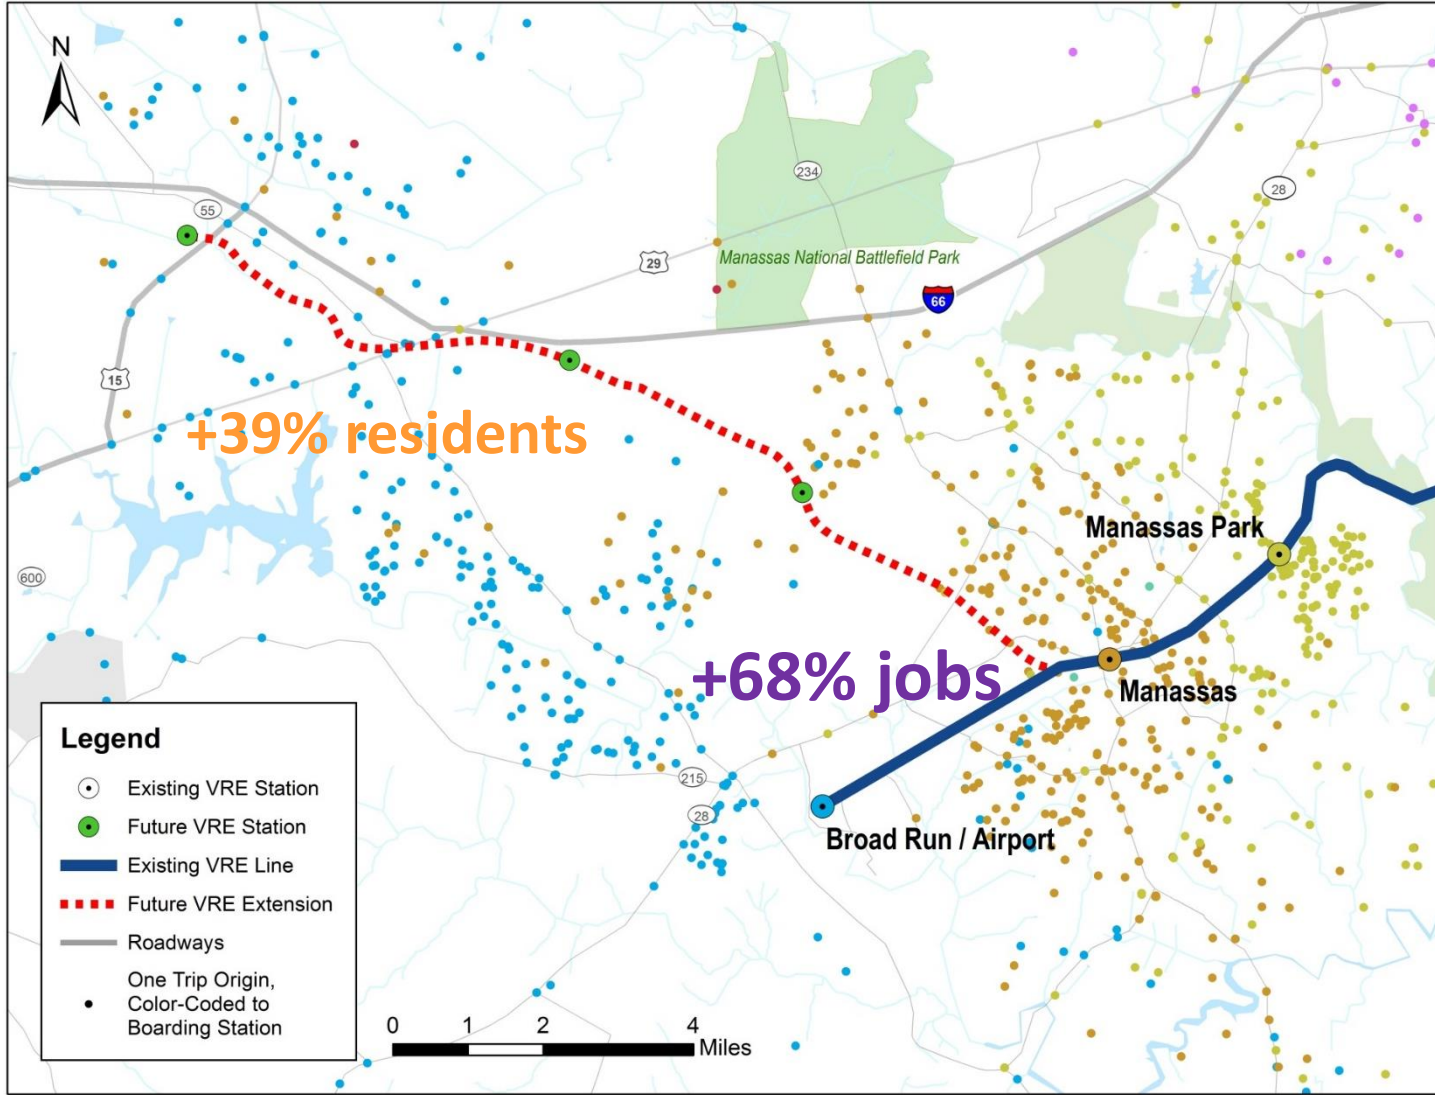 N
55
234
28
29
Manassas National Battlefield Park
66
15
+39% residents
Manassas Park
600
+68% jobs
Manassas
215
28
Broad Run / Airport
Legend
Existing VRE Station
Future VRE Station
Existing VRE Line
Future VRE Extension
Roadways
One Trip Origin,
Color-Coded to
Boarding Station
0 1 2 4
Miles